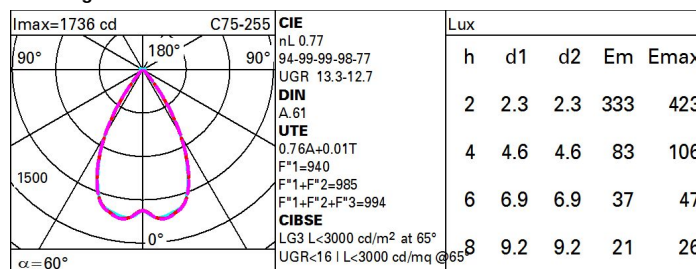 Imax=1736 cd C75-255
90° 180° 90°
1500
0°
α=60°
CIE
nL 0.77
94-99-99-98-77
UGR 13.3-12.7
DIN
A.61
UTE
0.76A+0.01T
F"1=940
F"1+F"2=985
F"1+F"2+F"3=994
CIBSE
LG3 L<3000 cd/m² at 65°
UGR<16 | L<3000 cd/mq @65°
Lux
h d1 d2 Em Emax
2 2.3 2.3 333 423
4 4.6 4.6 83 106
6 6.9 6.9 37 47
8 9.2 9.2 21 26